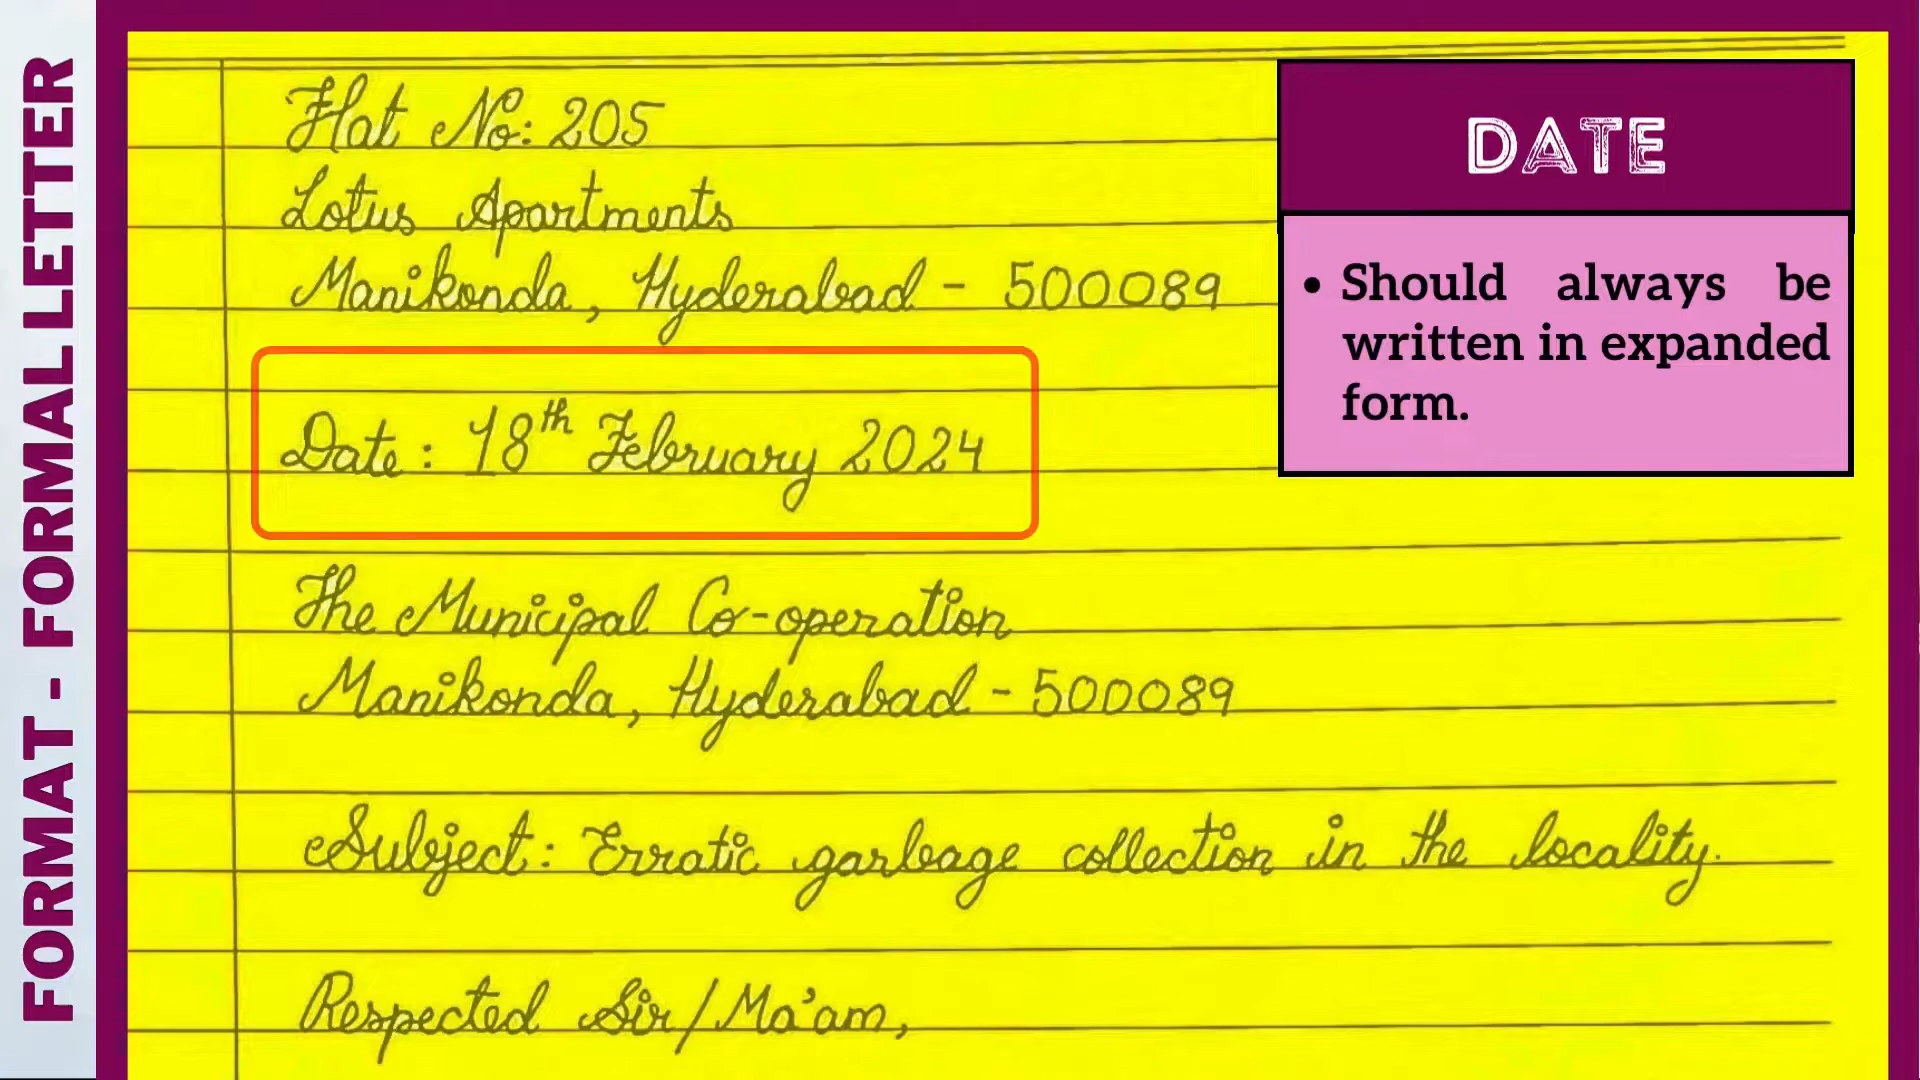 FORMAT - FORMAL LETTER
Flat No: 205
Lotus Apartments
Manikonda, Hyderabad - 500089
Date: 18th February 2024
The Municipal Co-operation
Manikonda, Hyderabad - 500089
Subject: Erratic garbage collection in the locality.
Respected Sir/Ma'am,
DATE
• Should always be
written in expanded
form.